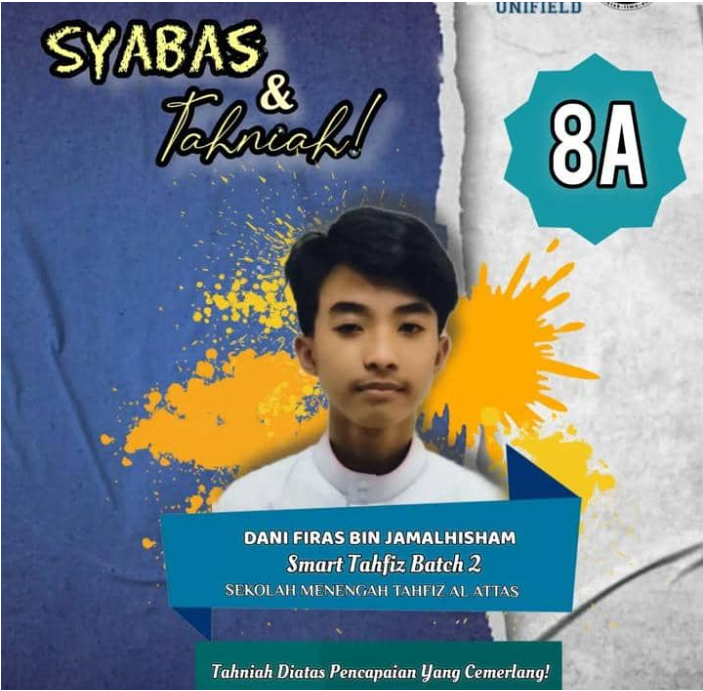 UNIFIELD
SYABAS
&
Tahniah!
8A
DANI FIRAS BIN JAMALHISHAM
Smart Tahfiz Batch 2
SEKOLAH MENENGAH TAHFIZ AL ATTAS
Tahniah Diatas Pencapaian Yang Cemerlang!